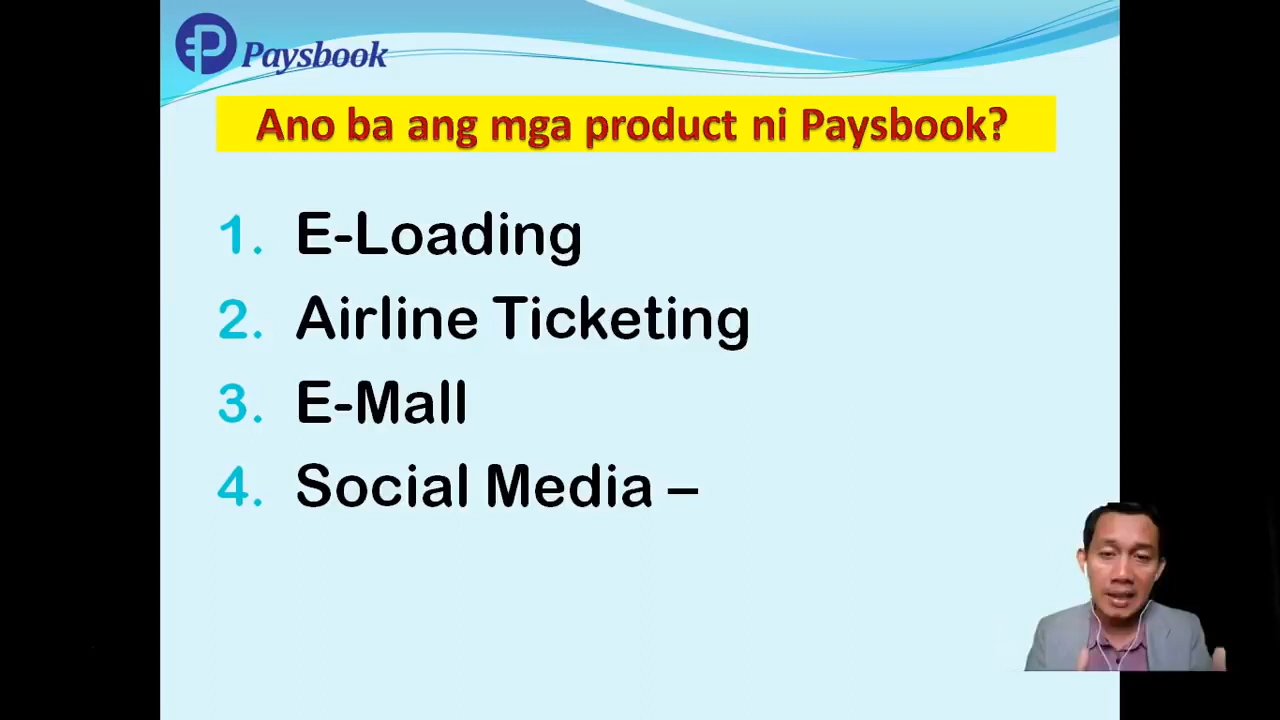 Paysbook
Ano ba ang mga product ni Paysbook?
1. E-Loading
2. Airline Ticketing
3. E-Mall
4. Social Media –